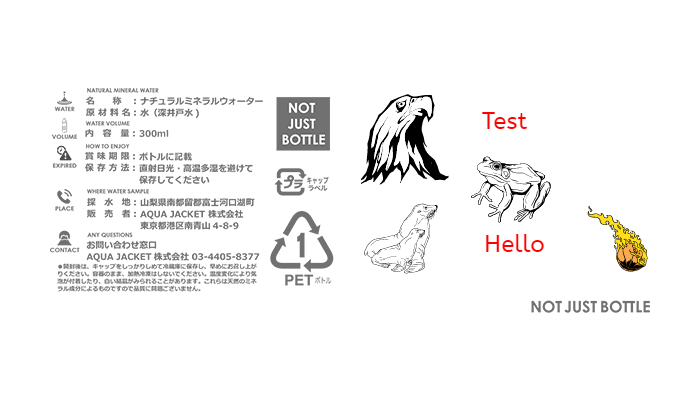 NATURAL MINERAL WATER
WATER
名 称：ナチュラルミネラルウォーター
原材料名：水（深井戸水）
WATER VOLUME
VOLUME
内 容 量：300ml
HOW TO ENJOY
EXPIRED
賞味期限：ボトルに記載
保存方法：直射日光・高温多湿を避けて
保存してください
WHERE WATER SAMPLE
PLACE
採 水 地：山梨県南都留郡富士河口湖町
販 売 者：AQUA JACKET 株式会社
東京都港区南青山 4-8-9
ANY QUESTIONS
CONTACT
お問い合わせ窓口
AQUA JACKET 株式会社 03-4405-8377
※開封後は、キャップをしっかりしめて冷蔵庫に保存し、早めにお召し上が
りください。容器のまま、加熱冷凍はしないでください。温度変化により気
泡が付着したり、白い結晶がみられることがあります。これらは天然のミネ
ラル成分によるものですので品質に問題ございません。
NOT
JUST
BOTTLE
プラ
キャップ
ラベル
1
PETボトル
Test
Hello
NOT JUST BOTTLE